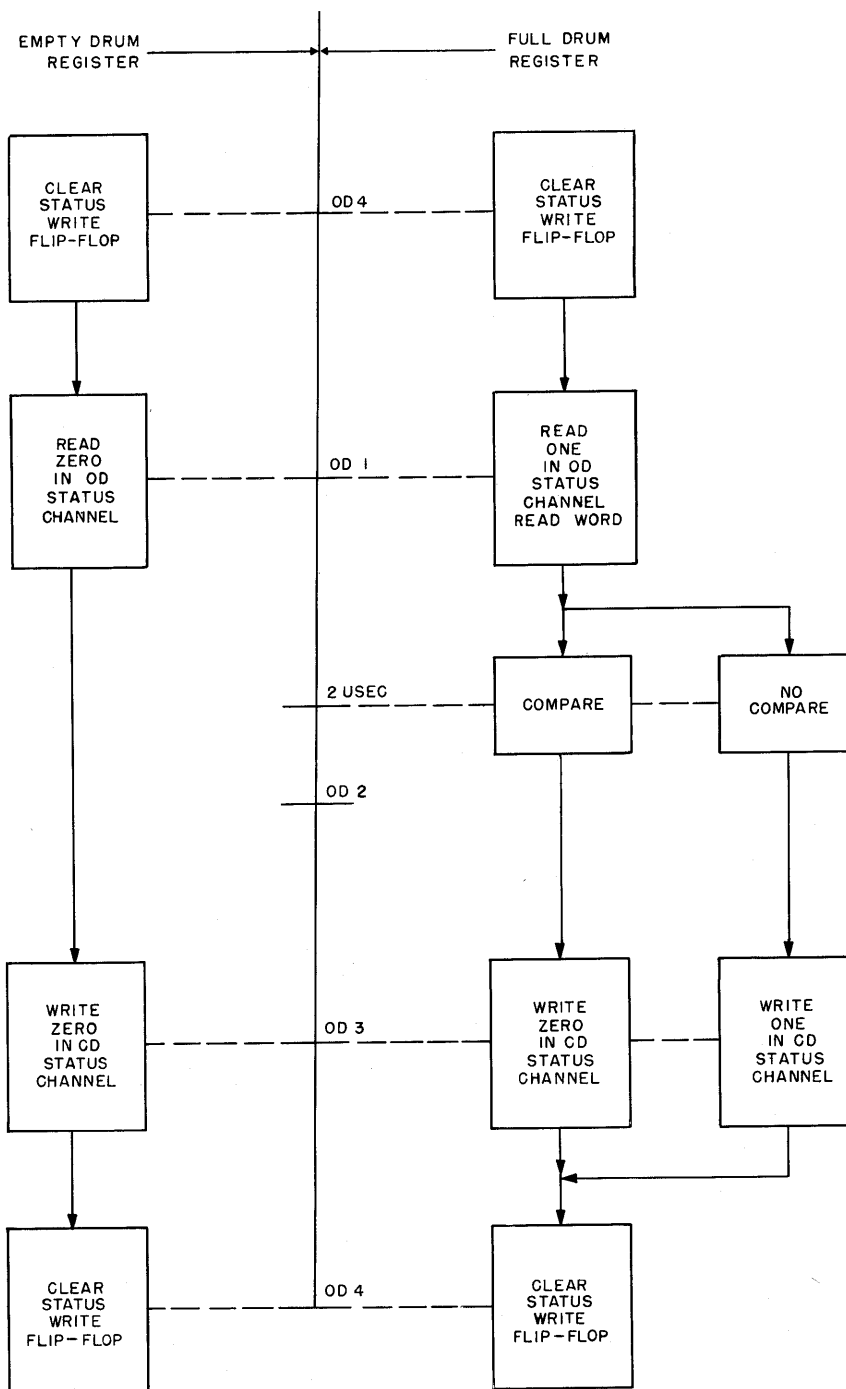 EMPTY DRUM
REGISTER
FULL DRUM
REGISTER
CLEAR
STATUS
WRITE
FLIP-FLOP
OD 4
CLEAR
STATUS
WRITE
FLIP-FLOP
READ
ZERO
IN OD
STATUS
CHANNEL
OD 1
READ
ONE
IN OD
STATUS
CHANNEL
READ WORD
2 USEC
COMPARE
NO
COMPARE
OD 2
WRITE
ZERO
IN CD
STATUS
CHANNEL
OD 3
WRITE
ZERO
IN CD
STATUS
CHANNEL
WRITE
ONE
IN CD
STATUS
CHANNEL
CLEAR
STATUS
WRITE
FLIP-FLOP
OD 4
CLEAR
STATUS
WRITE
FLIP-FLOP